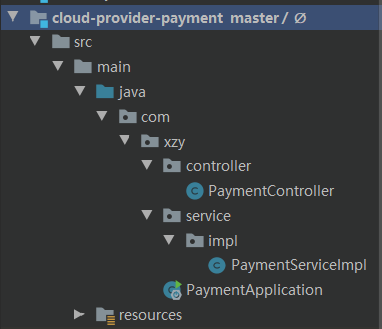 cloud-provider-payment master / Ø
src
main
java
com
xzy
controller
PaymentController
service
impl
PaymentServiceImpl
PaymentApplication
resources